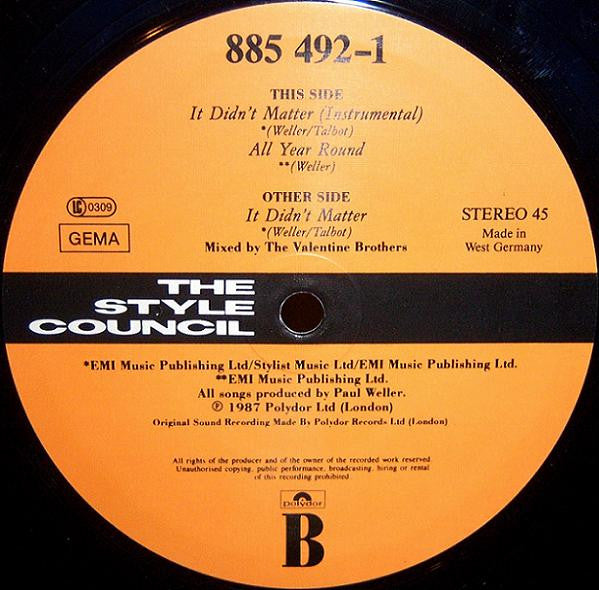 885 492-1
THIS SIDE
It Didn't Matter (Instrumental)
*(Weller/Talbot)
All Year Round
**(Weller)
OTHER SIDE
It Didn't Matter
*(Weller/Talbot)
Mixed by The Valentine Brothers
LC 0309
GEMA
STEREO 45
Made in
West Germany
THE
STYLE
COUNCIL
*EMI Music Publishing Ltd/Stylist Music Ltd/EMI Music Publishing Ltd.
**EMI Music Publishing Ltd.
All songs produced by Paul Weller.
℗ 1987 Polydor Ltd (London)
Original Sound Recording Made By Polydor Records Ltd (London)
All rights of the producer and of the owner of the recorded work reserved.
Unauthorised copying, public performance, broadcasting, hiring or rental
of this recording prohibited.
polydor
B